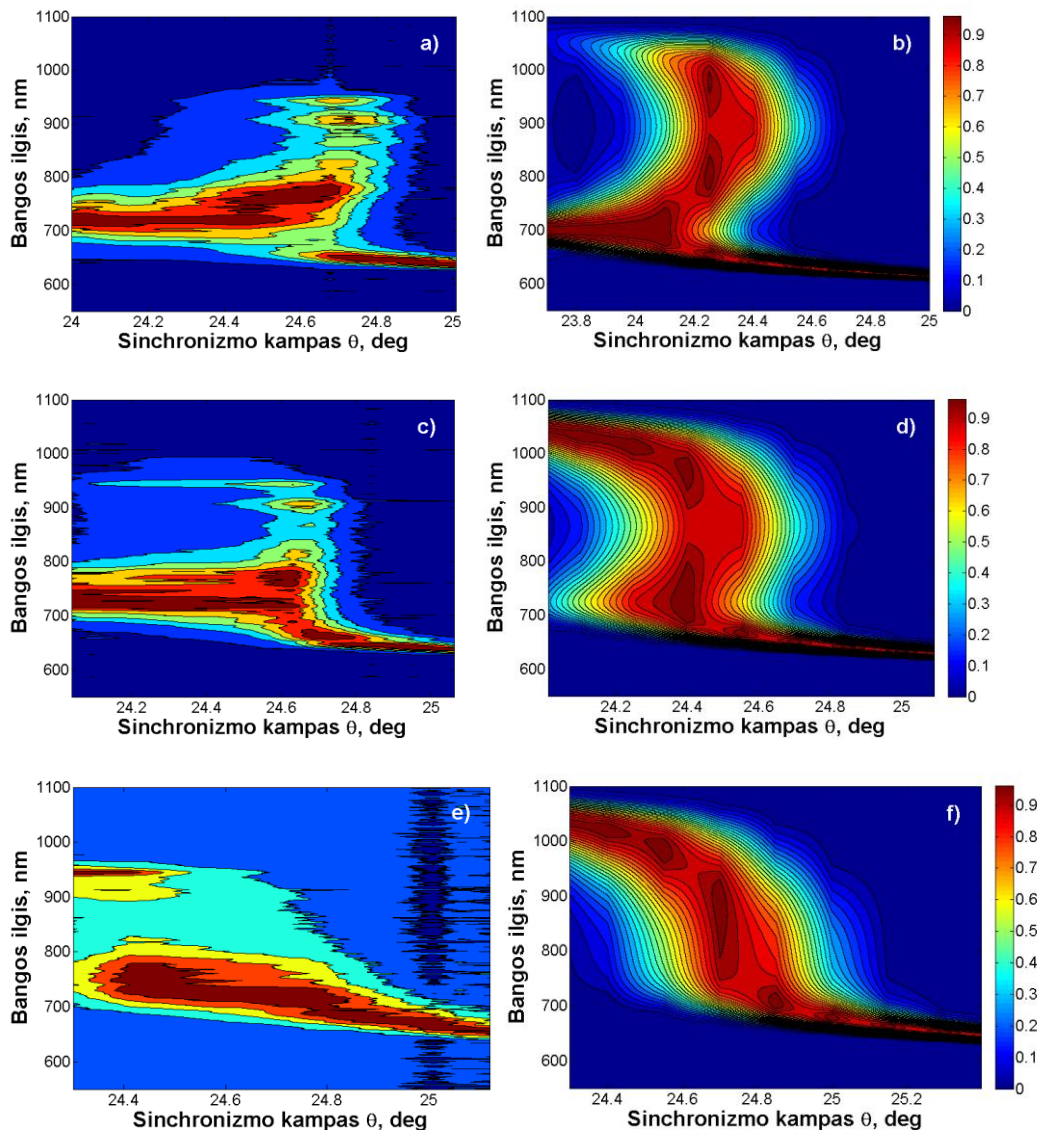 a)
Bangos ilgis, nm
1100
1000
900
800
700
600
24 24.2 24.4 24.6 24.8 25
Sinchronizmo kampas θ, deg
b)
Bangos ilgis, nm
1100
1000
900
800
700
600
23.8 24 24.2 24.4 24.6 24.8 25
Sinchronizmo kampas θ, deg
0.9
0.8
0.7
0.6
0.5
0.4
0.3
0.2
0.1
0
c)
Bangos ilgis, nm
1100
1000
900
800
700
600
24.2 24.4 24.6 24.8 25
Sinchronizmo kampas θ, deg
d)
Bangos ilgis, nm
1100
1000
900
800
700
600
24.2 24.4 24.6 24.8 25
Sinchronizmo kampas θ, deg
0.9
0.8
0.7
0.6
0.5
0.4
0.3
0.2
0.1
0
e)
Bangos ilgis, nm
1100
1000
900
800
700
600
24.4 24.6 24.8 25
Sinchronizmo kampas θ, deg
f)
Bangos ilgis, nm
1100
1000
900
800
700
600
24.4 24.6 24.8 25 25.2
Sinchronizmo kampas θ, deg
0.9
0.8
0.7
0.6
0.5
0.4
0.3
0.2
0.1
0